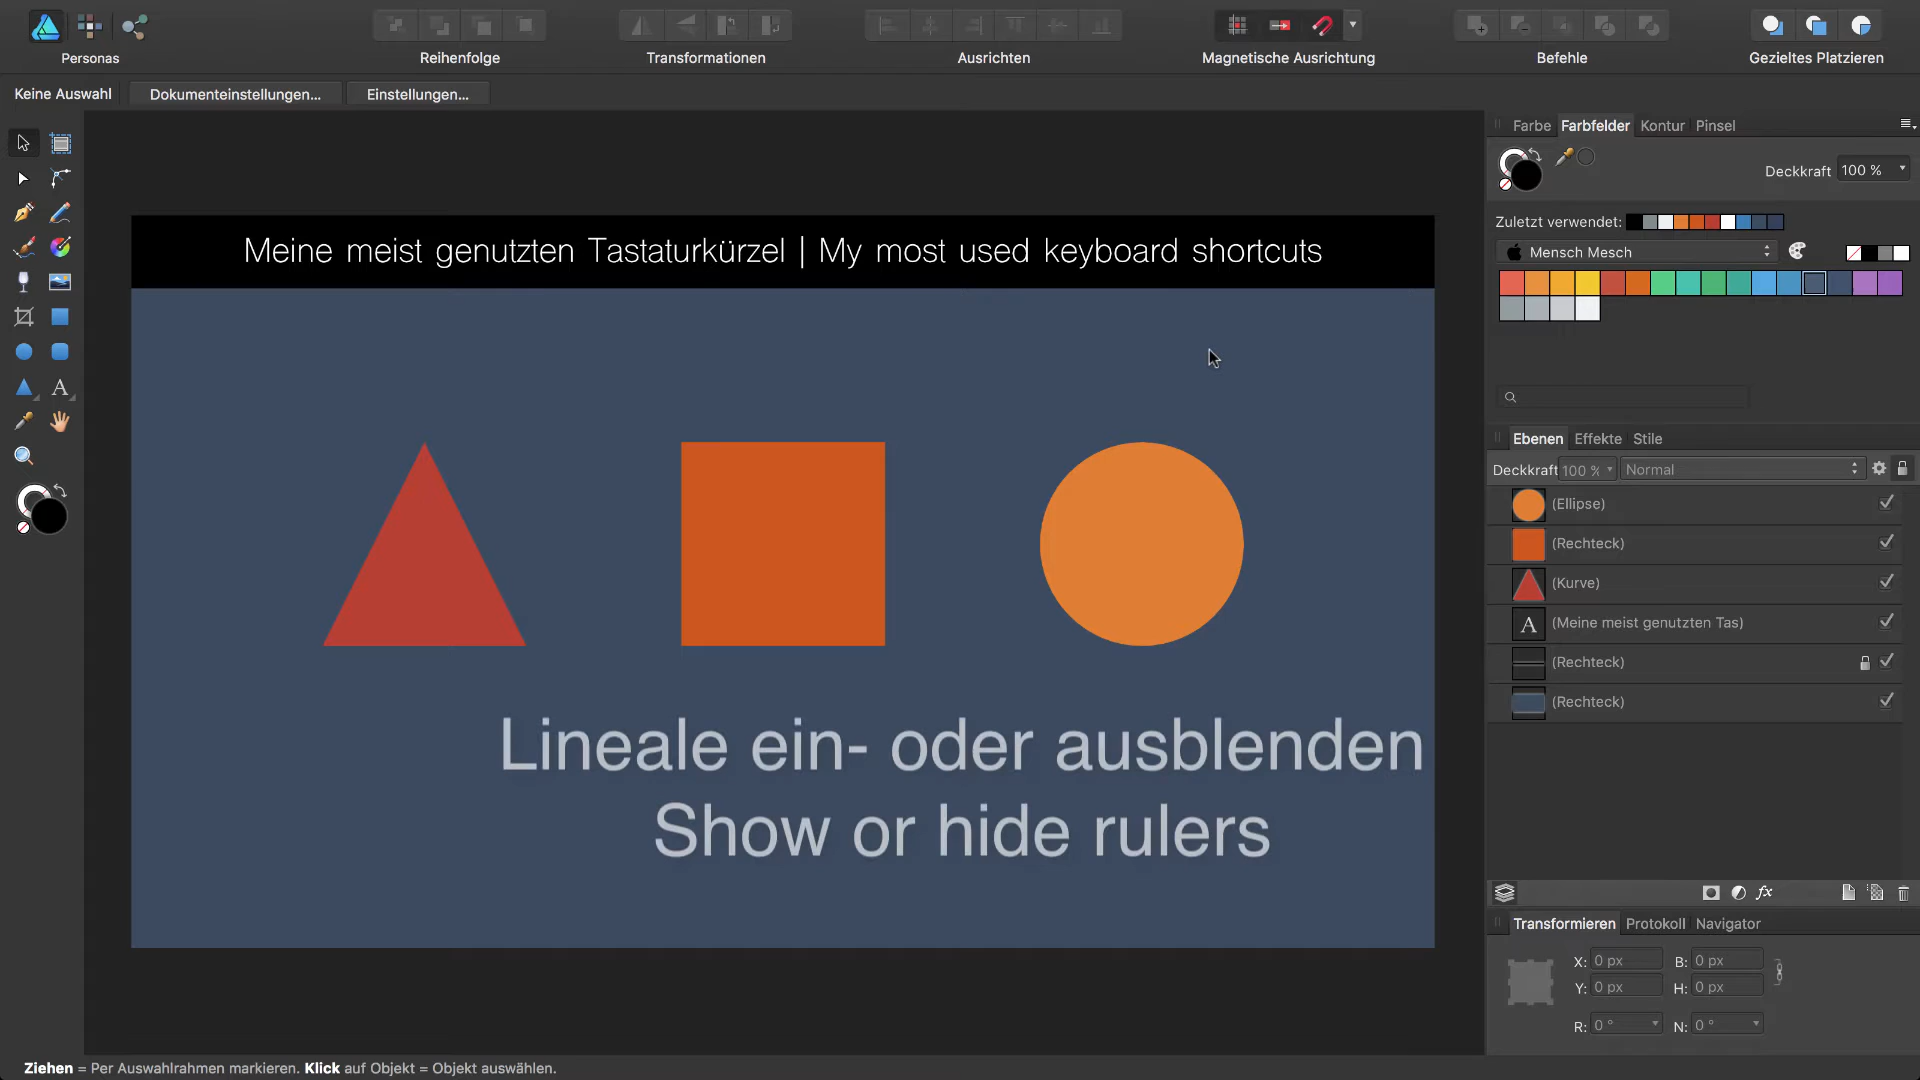 Personas
Reihenfolge
Transformationen
Ausrichten
Magnetische Ausrichtung
Befehle
Gezieltes Platzieren
Keine Auswahl
Dokumenteinstellungen...
Einstellungen...
Farbe Farbfelder Kontur Pinsel
Deckkraft 100 %
Zuletzt verwendet:
Mensch Mesch
Meine meist genutzten Tastaturkürzel | My most used keyboard shortcuts
A
Lineale ein- oder ausblenden
Show or hide rulers
Ebenen Effekte Stile
Deckkraft 100 % Normal
(Ellipse)
(Rechteck)
(Kurve)
A (Meine meist genutzten Tas)
(Rechteck)
(Rechteck)
fx
Transformieren Protokoll Navigator
X: 0 px B: 0 px
Y: 0 px H: 0 px
R: 0 ° N: 0 °
Ziehen = Per Auswahlrahmen markieren. Klick auf Objekt = Objekt auswählen.